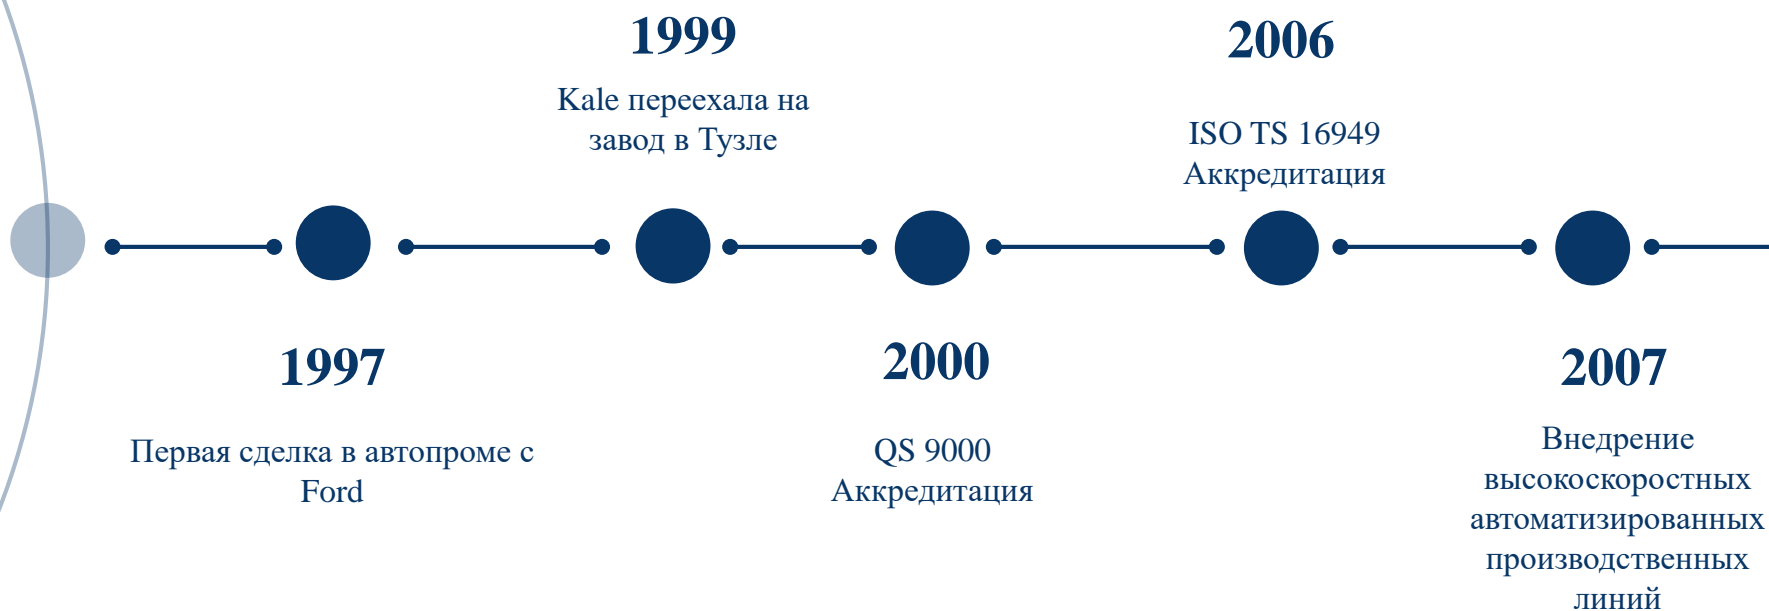 1999
Kale переехала на
завод в Тузле
2006
ISO TS 16949
Аккредитация
1997
Первая сделка в автопроме с
Ford
2000
QS 9000
Аккредитация
2007
Внедрение
высокоскоростных
автоматизированных
производственных
линий